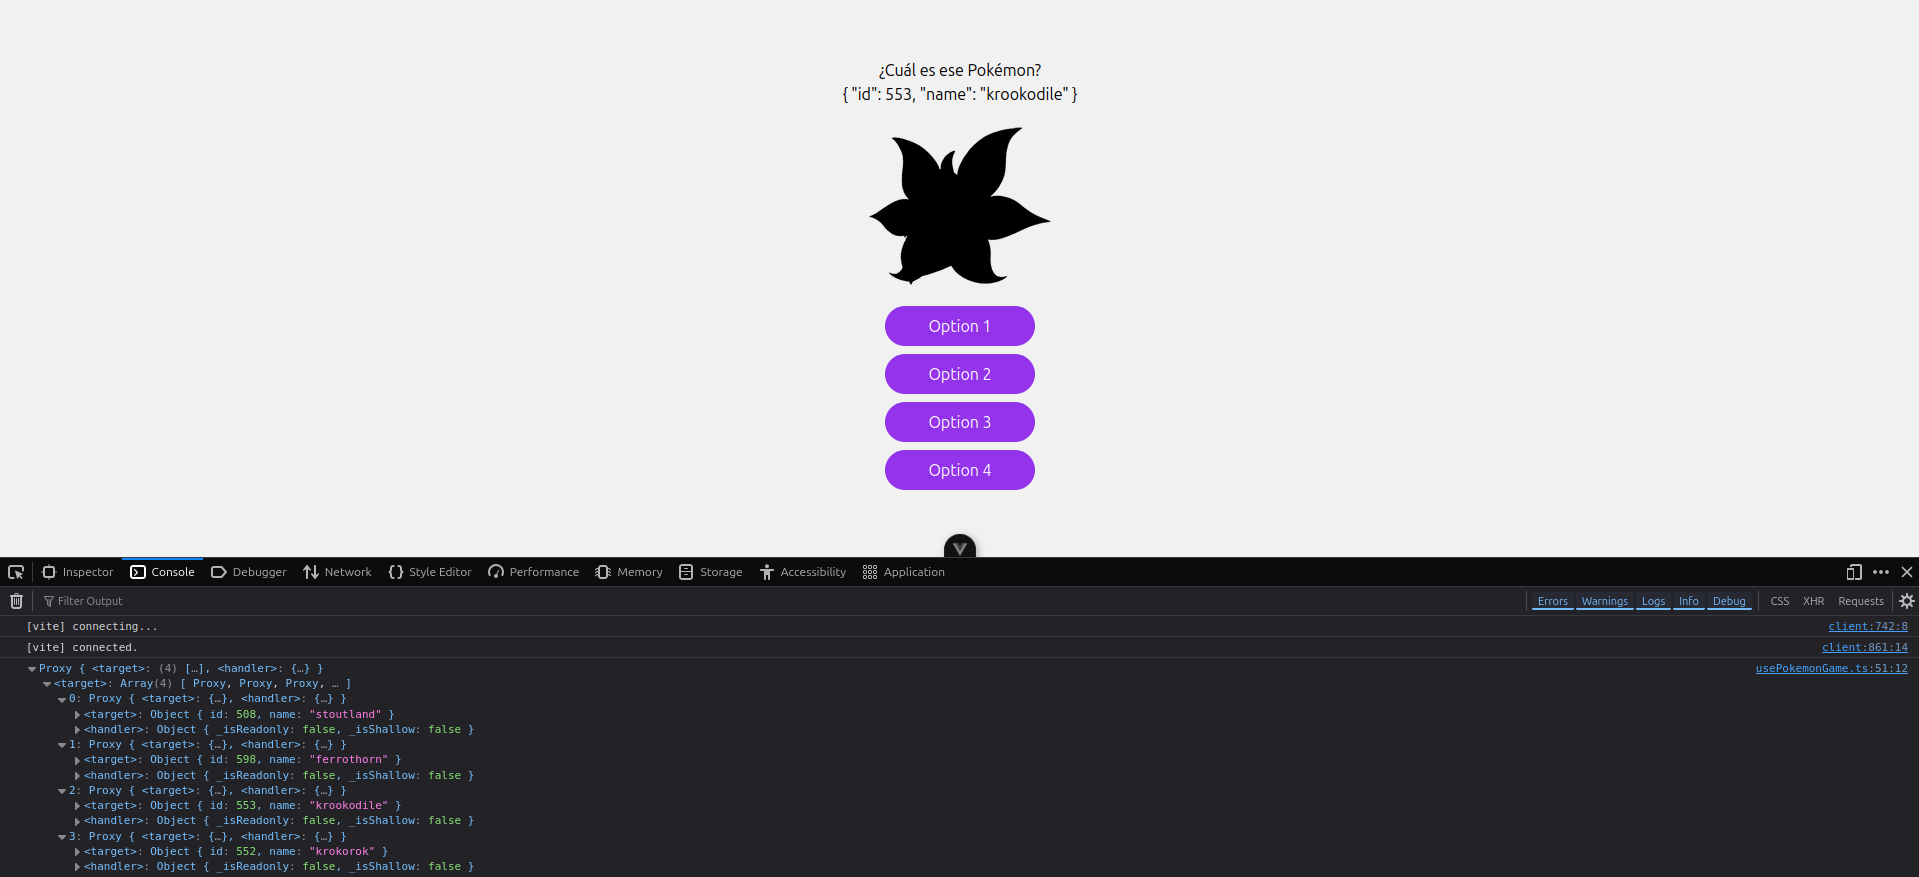 ¿Cuál es ese Pokémon?
{ "id": 553, "name": "krookodile" }
Option 1
Option 2
Option 3
Option 4
Inspector Console Debugger Network Style Editor Performance Memory Storage Accessibility Application
Filter Output Errors Warnings Logs Info Debug CSS XHR Requests
[vite] connecting... client:742:8
[vite] connected. client:861:14
Proxy { <target>: (4) […], <handler>: {…} } usePokemonGame.ts:51:12
<target>: Array(4) [ Proxy, Proxy, Proxy, … ]
0: Proxy { <target>: {…}, <handler>: {…} }
<target>: Object { id: 508, name: "stoutland" }
<handler>: Object { _isReadonly: false, _isShallow: false }
1: Proxy { <target>: {…}, <handler>: {…} }
<target>: Object { id: 598, name: "ferrothorn" }
<handler>: Object { _isReadonly: false, _isShallow: false }
2: Proxy { <target>: {…}, <handler>: {…} }
<target>: Object { id: 553, name: "krookodile" }
<handler>: Object { _isReadonly: false, _isShallow: false }
3: Proxy { <target>: {…}, <handler>: {…} }
<target>: Object { id: 552, name: "krokorok" }
<handler>: Object { _isReadonly: false, _isShallow: false }